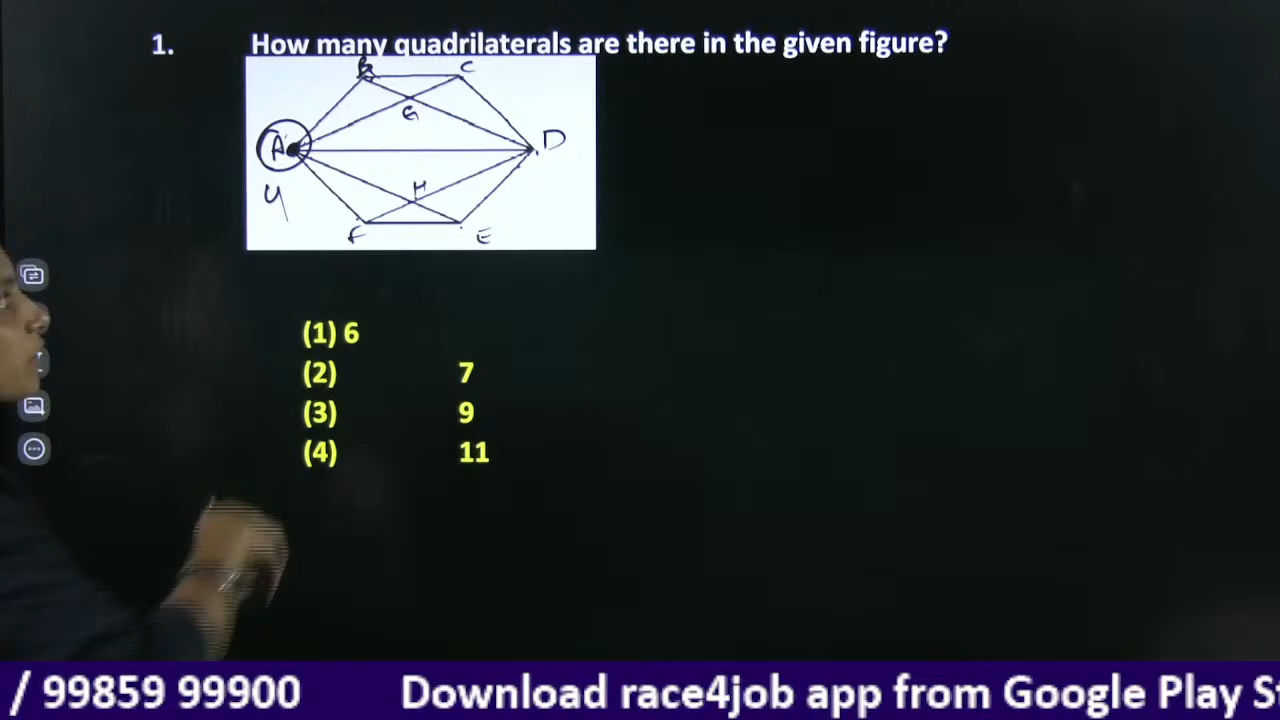 1. How many quadrilaterals are there in the given figure?
B C
G
A D
4
H
F E
(1) 6
(2) 7
(3) 9
(4) 11
/ 99859 99900 Download race4job app from Google Play St